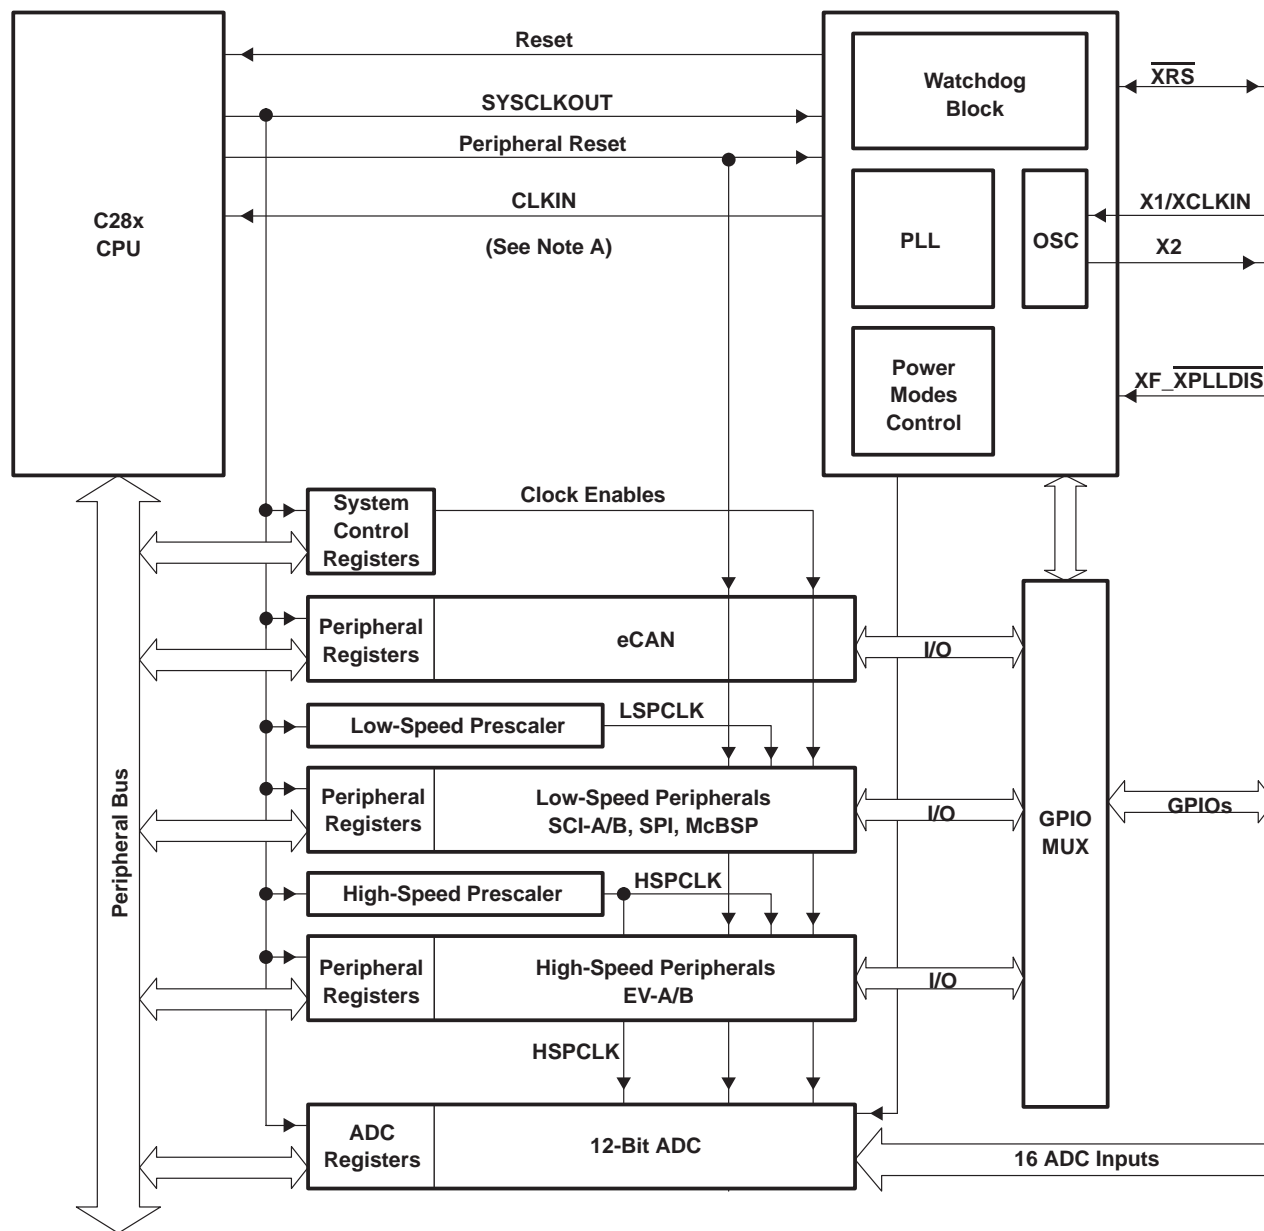 Reset
Watchdog
Block
XRS
SYSCLKOUT
Peripheral Reset
C28x
CPU
CLKIN
(See Note A)
PLL
OSC
X1/XCLKIN
X2
Power
Modes
Control
XF_XPLLDIS
System
Control
Registers
Clock Enables
Peripheral
Registers
eCAN
I/O
Low-Speed Prescaler
LSPCLK
Peripheral Bus
Peripheral
Registers
Low-Speed Peripherals
SCI-A/B, SPI, McBSP
I/O
GPIO
MUX
GPIOs
High-Speed Prescaler
HSPCLK
Peripheral
Registers
High-Speed Peripherals
EV-A/B
I/O
HSPCLK
ADC
Registers
12-Bit ADC
16 ADC Inputs